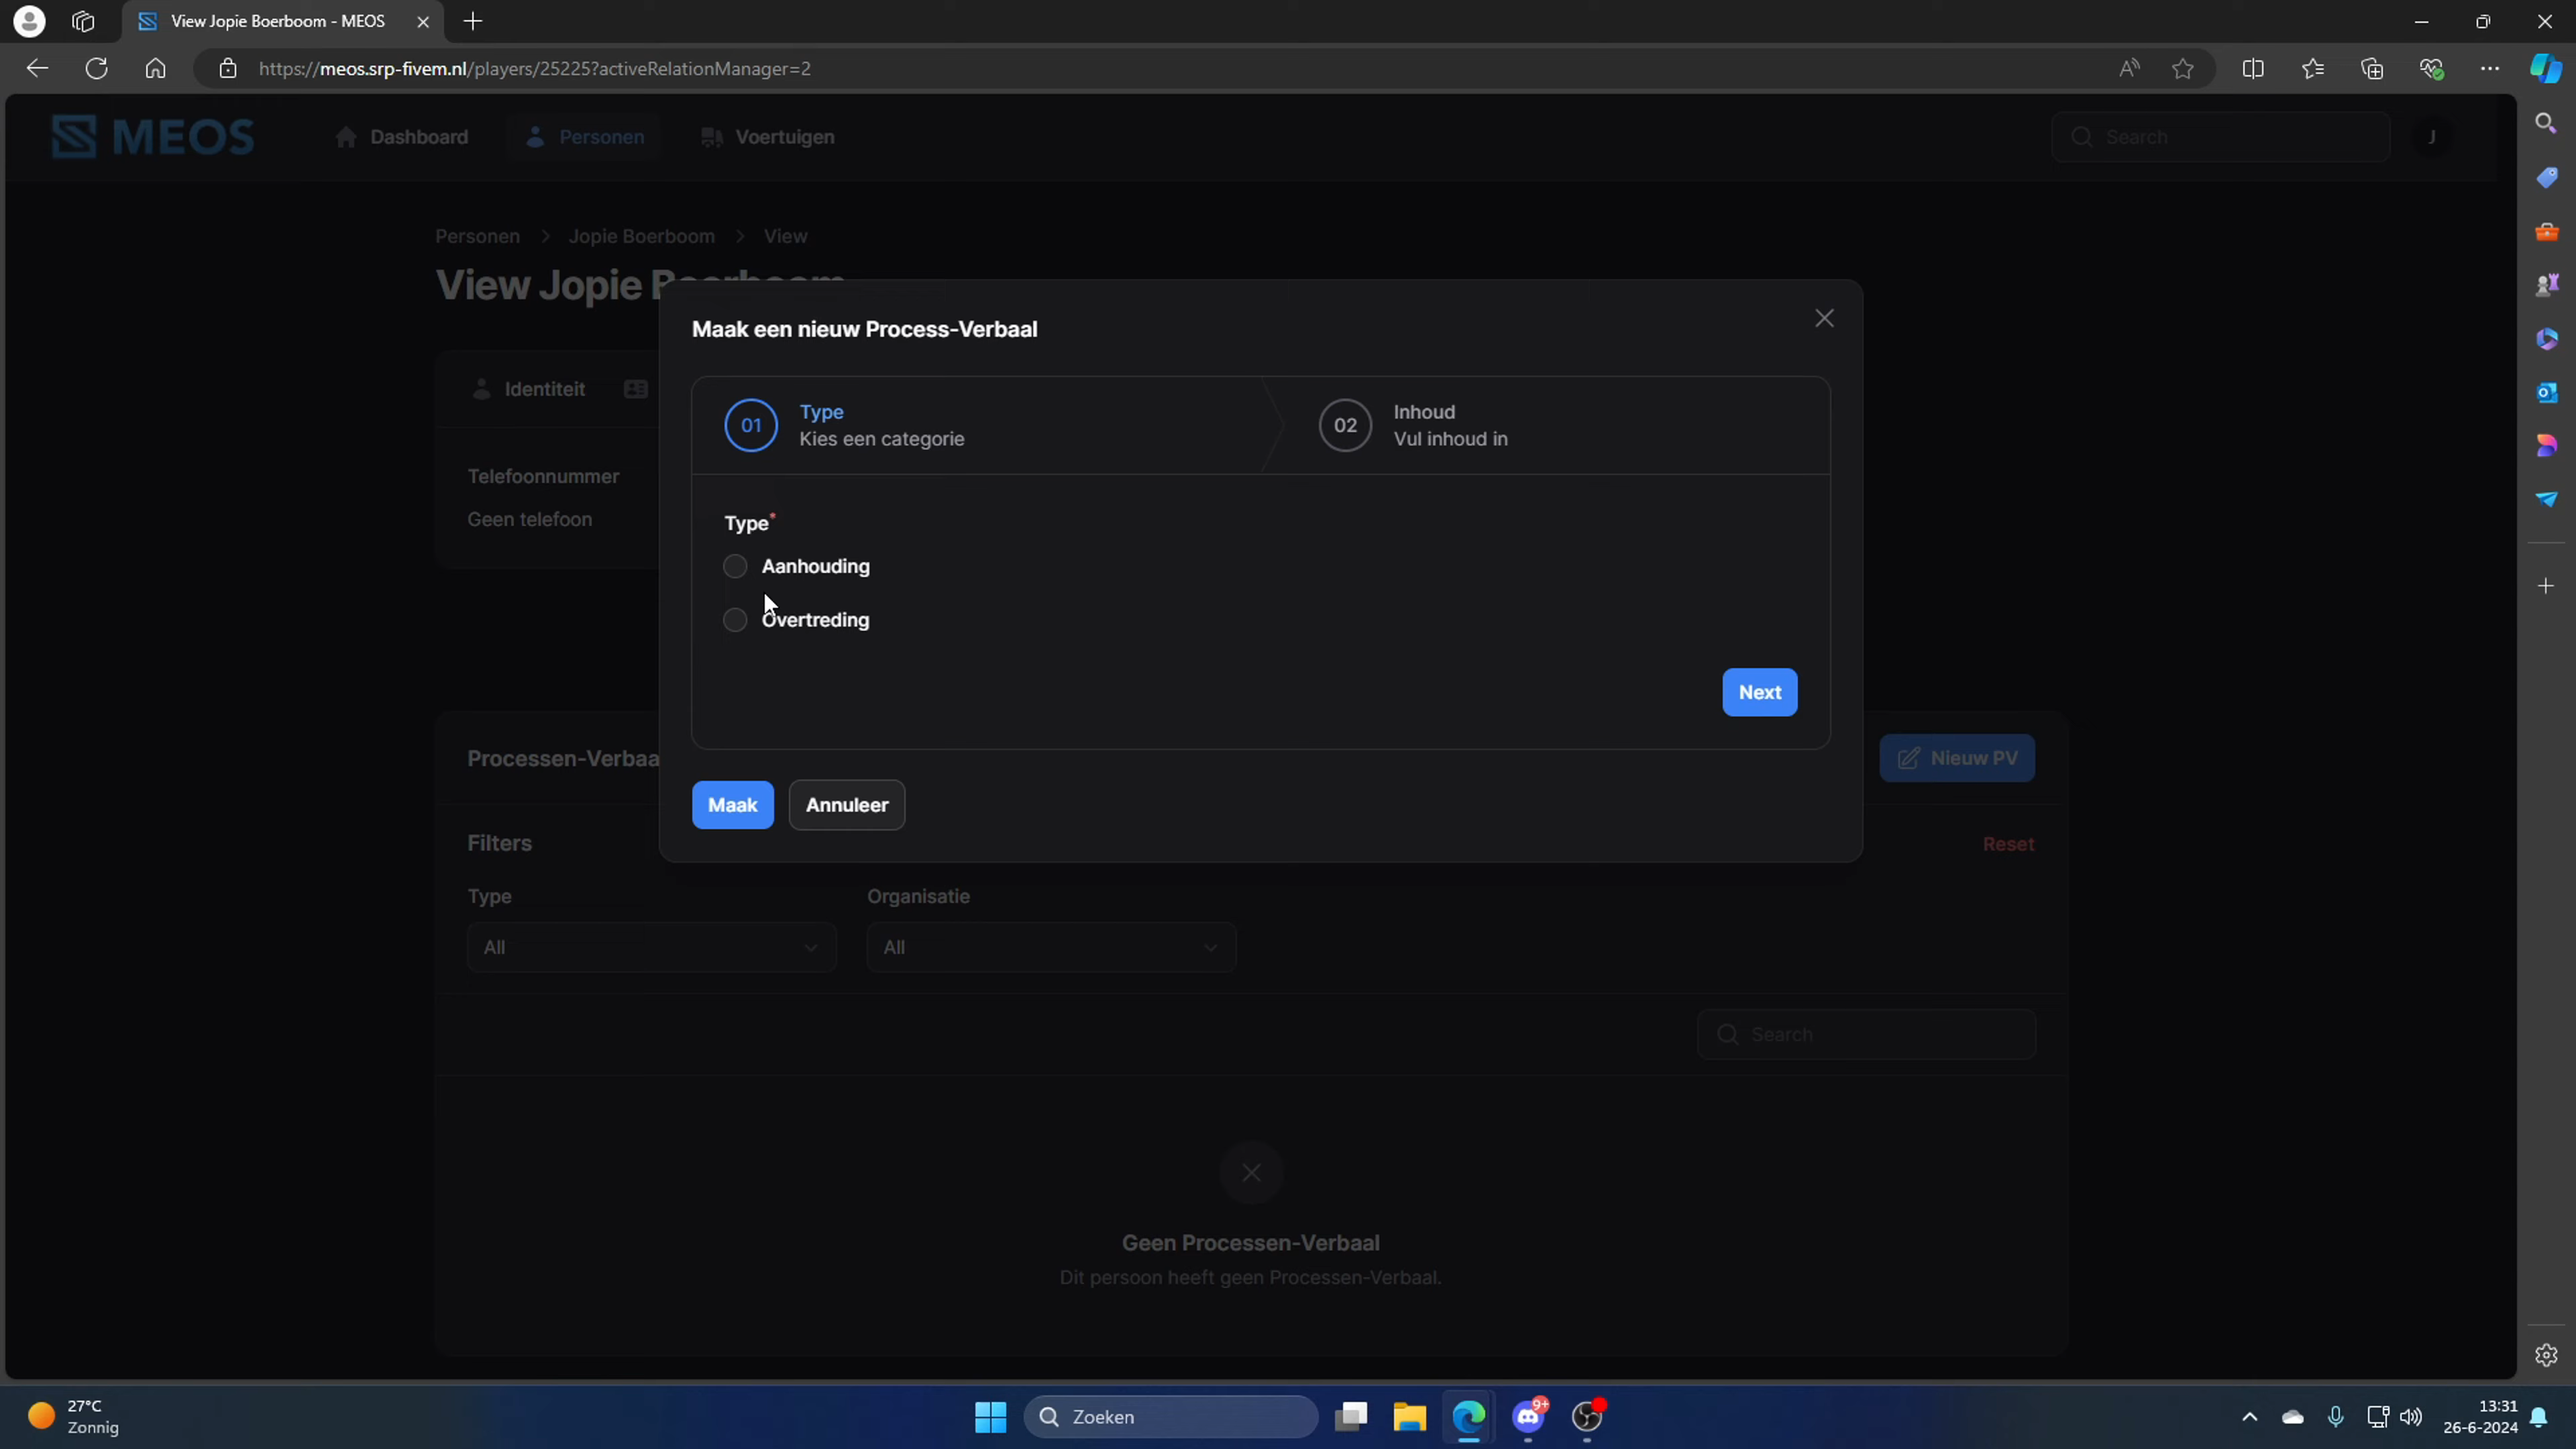 View Jopie Boerboom - MEOS
https://meos.srp-fivem.nl/players/25225?activeRelationManager=2
MEOS
Dashboard
Personen
Voertuigen
Search
J
Personen > Jopie Boerboom > View
View Jopie Boerboom
Maak een nieuw Process-Verbaal
01
Type
Kies een categorie
02
Inhoud
Vul inhoud in
Identiteit
Telefoonnummer
Geen telefoon
Type*
Aanhouding
Overtreding
Next
Maak
Annuleer
Processen-Verbaa
Nieuw PV
Filters
Reset
Type
Organisatie
All
All
Search
Geen Processen-Verbaal
Dit persoon heeft geen Processen-Verbaal.
27°C
Zonnig
Zoeken
9+
13:31
26-6-2024